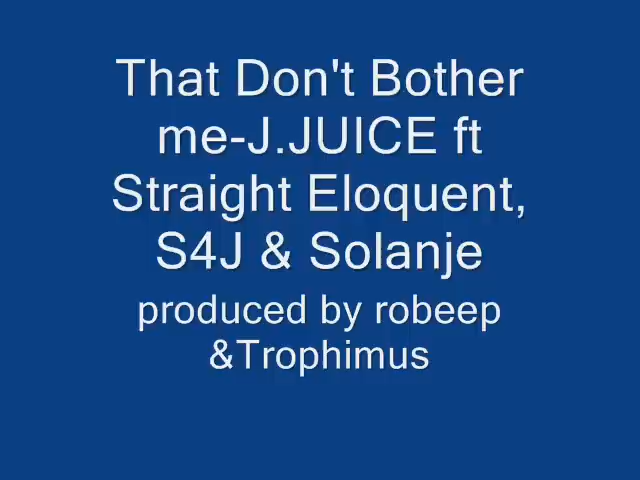 That Don't Bother
me-J.JUICE ft
Straight Eloquent,
S4J & Solanje
produced by robeep
&Trophimus